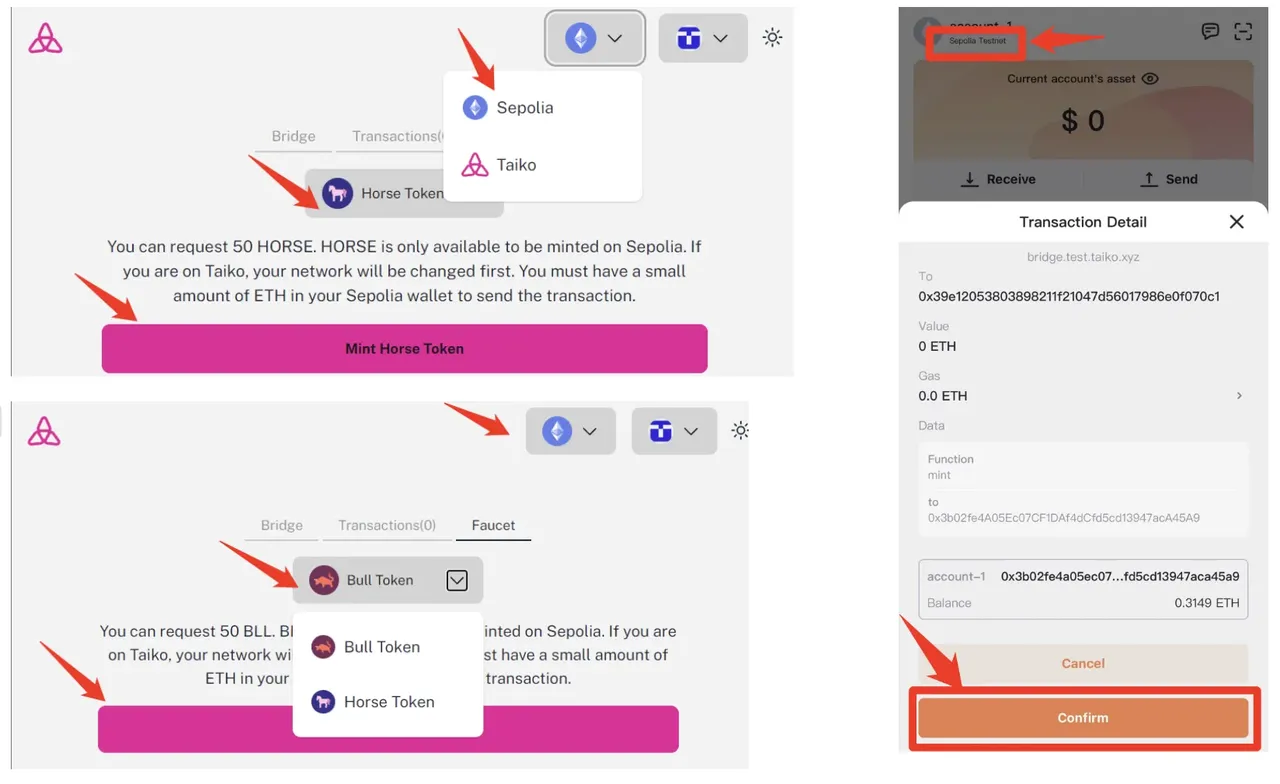 Sepolia
Taiko
Bridge
Transactions(
Horse Token
You can request 50 HORSE. HORSE is only available to be minted on Sepolia. If
you are on Taiko, your network will be changed first. You must have a small
amount of ETH in your Sepolia wallet to send the transaction.
Mint Horse Token
Bridge
Transactions(0)
Faucet
Bull Token
You can request 50 BLL. inted on Sepolia. If you are
on Taiko, your network st have a small amount of
ETH in your transaction.
Bull Token
Horse Token
account-1
Sepolia Testnet
Current account's asset
$ 0
Receive
Send
Transaction Detail
bridge.test.taiko.xyz
To
0x39e12053803898211f21047d56017986e0f070c1
Value
0 ETH
Gas
0.0 ETH
Data
Function
mint
to
0x3b02fe4A05Ec07CF1DAf4dCfd5cd13947acA45A9
account-1 0x3b02fe4a05ec07...fd5cd13947aca45a9
Balance 0.3149 ETH
Cancel
Confirm